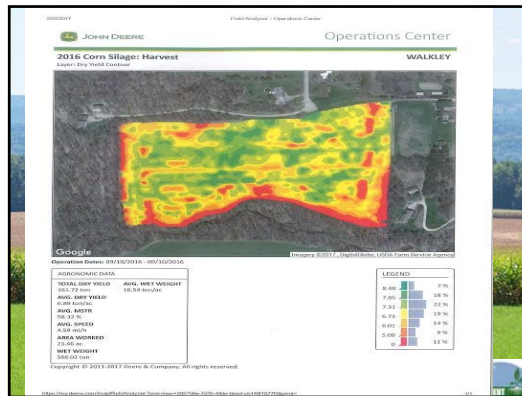 Field Analyzer - Operations Center
JOHN DEERE
Operations Center
2016 Corn Silage: Harvest
WALKLEY
Layer: Dry Yield Contour
Google
Imagery ©2017 , DigitalGlobe, USDA Farm Service Agency
Operation Dates: 09/10/2016 - 09/10/2016
AGRONOMIC DATA
TOTAL DRY YIELD AVG. WET WEIGHT
161.72 ton 16.54 ton/ac
AVG. DRY YIELD
6.89 ton/ac
AVG. MSTR
58.32 %
AVG. SPEED
4.59 mi/h
AREA WORKED
23.46 ac
WET WEIGHT
388.02 ton
LEGEND
7 %
8.39
18 %
7.85
22 %
7.31
19 %
6.73
14 %
6.01
9 %
5.08
11 %
0
Copyright © 2011-2017 Deere & Company. All rights reserved.
1/1